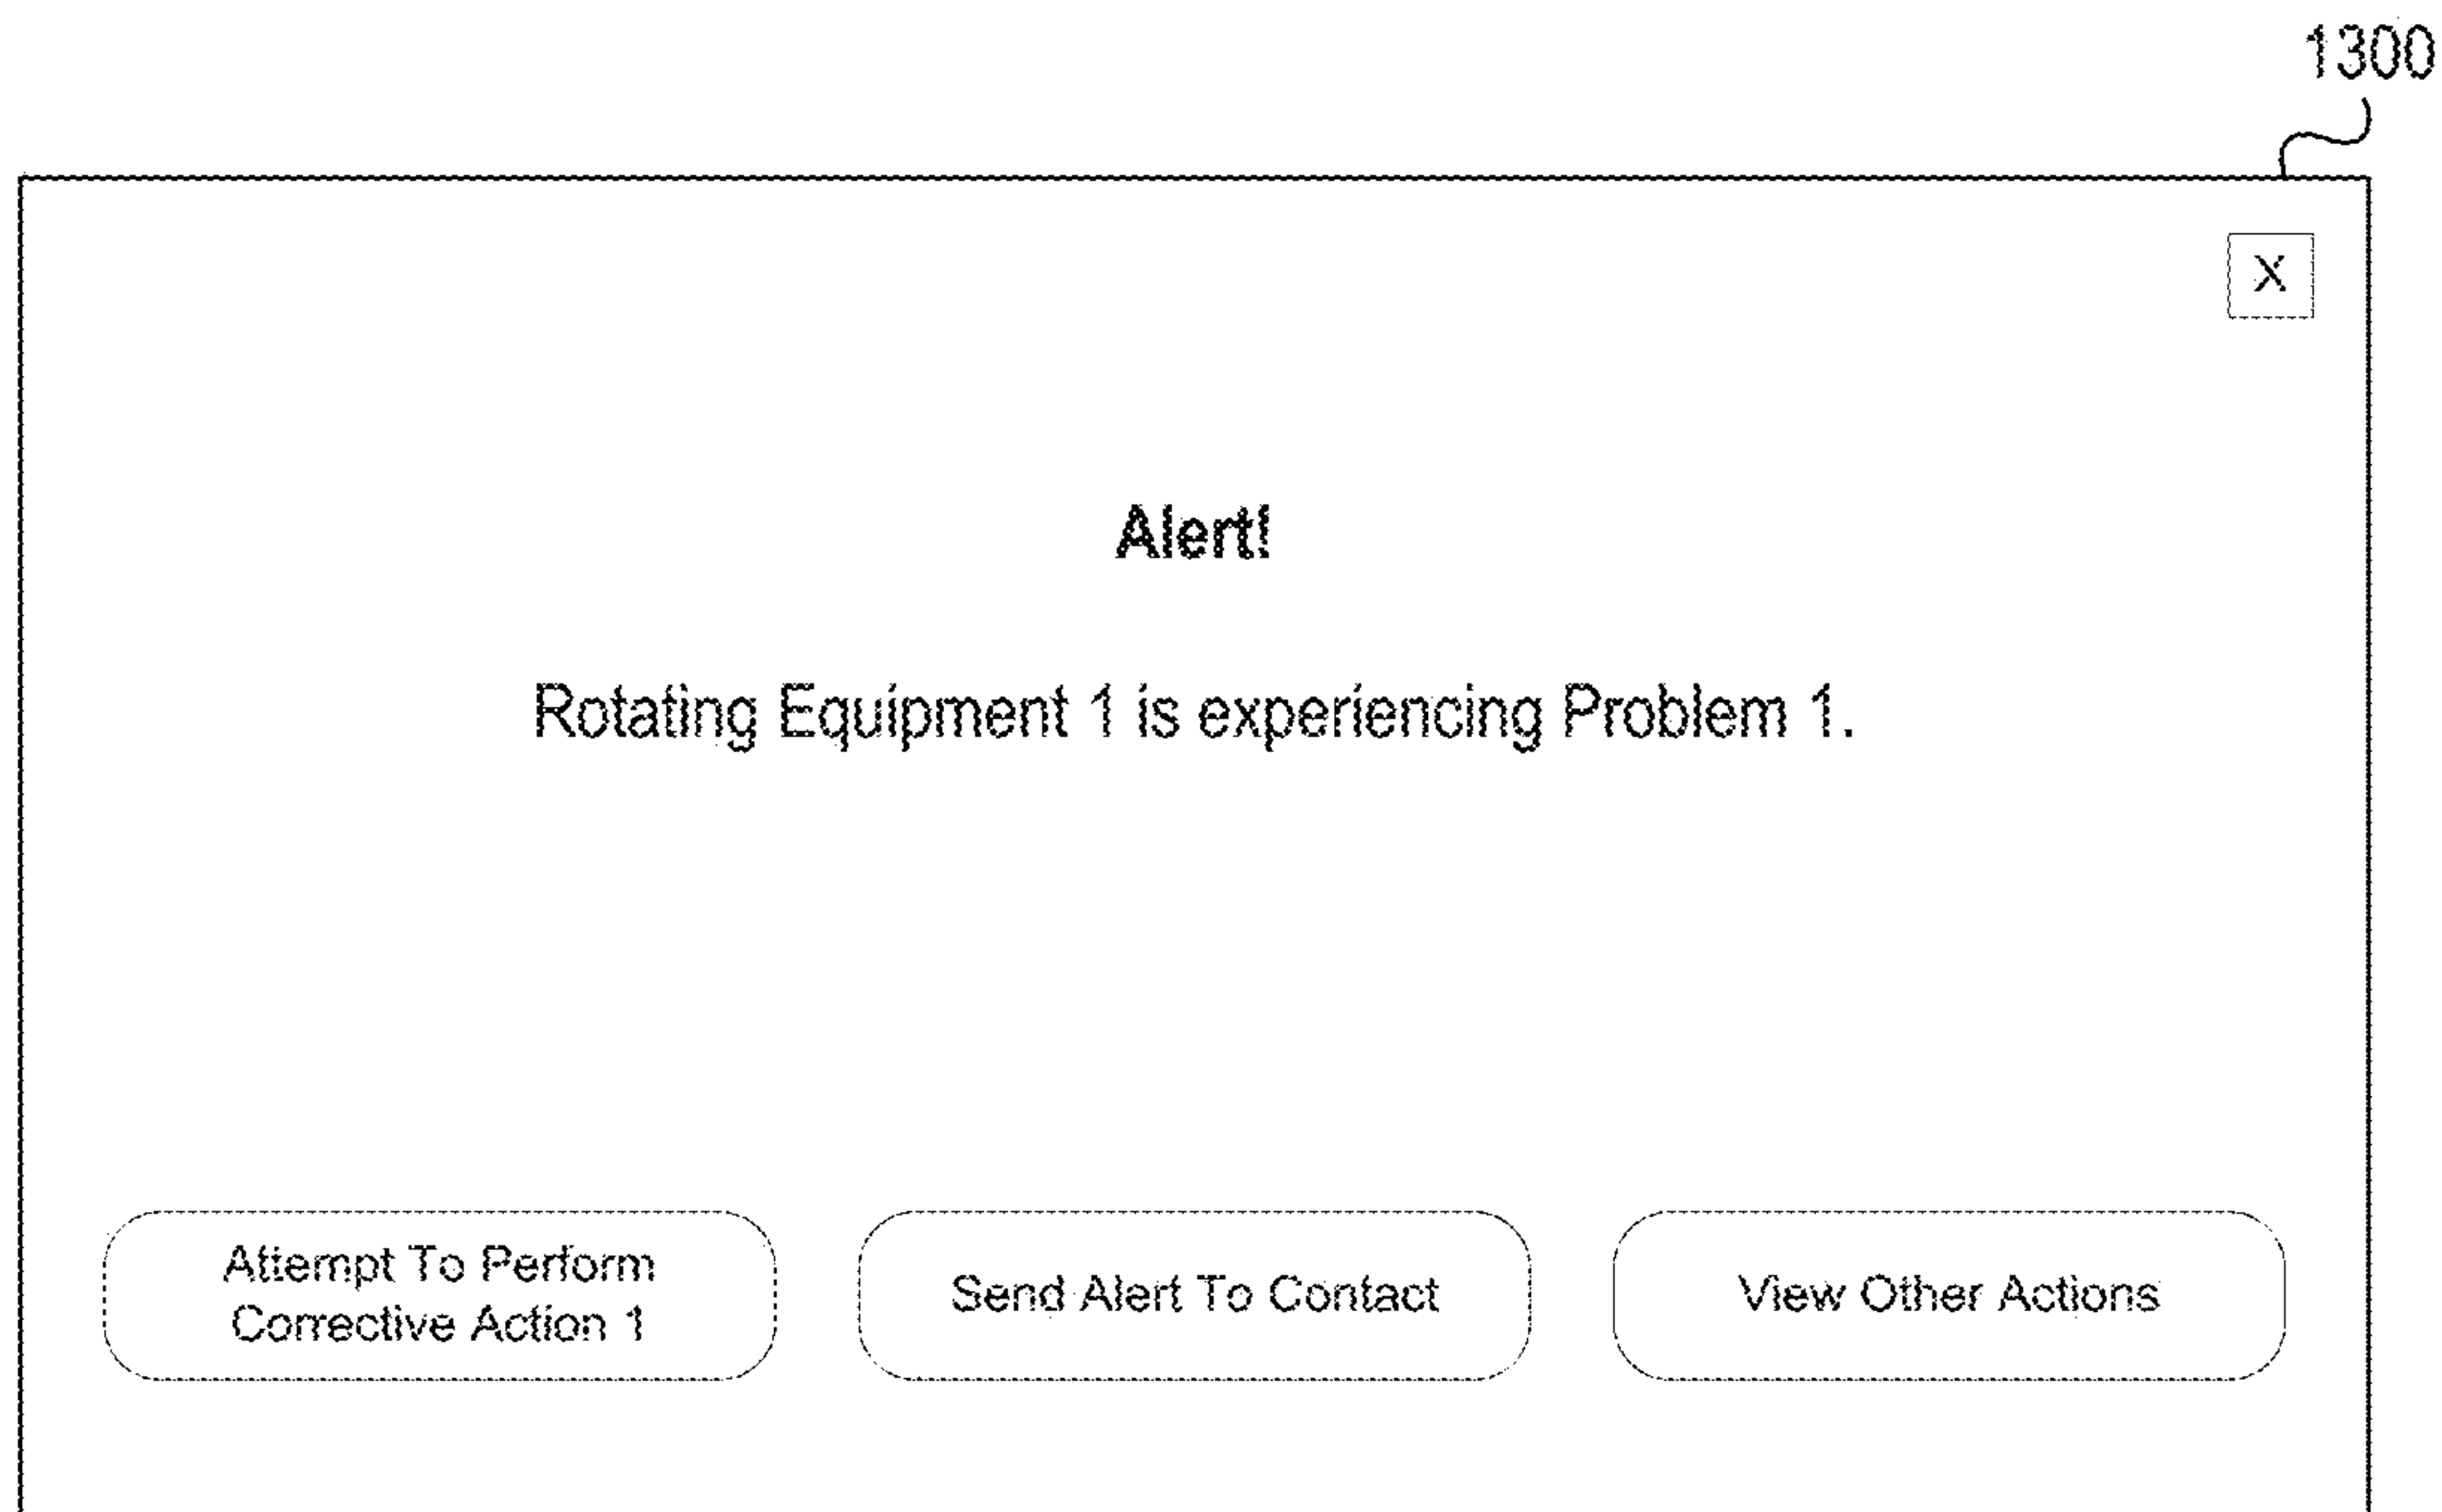 1300
X
Alert!
Rotating Equipment 1 is experiencing Problem 1.
Attempt To Perform
Corrective Action 1
Send Alert To Contact
View Other Actions